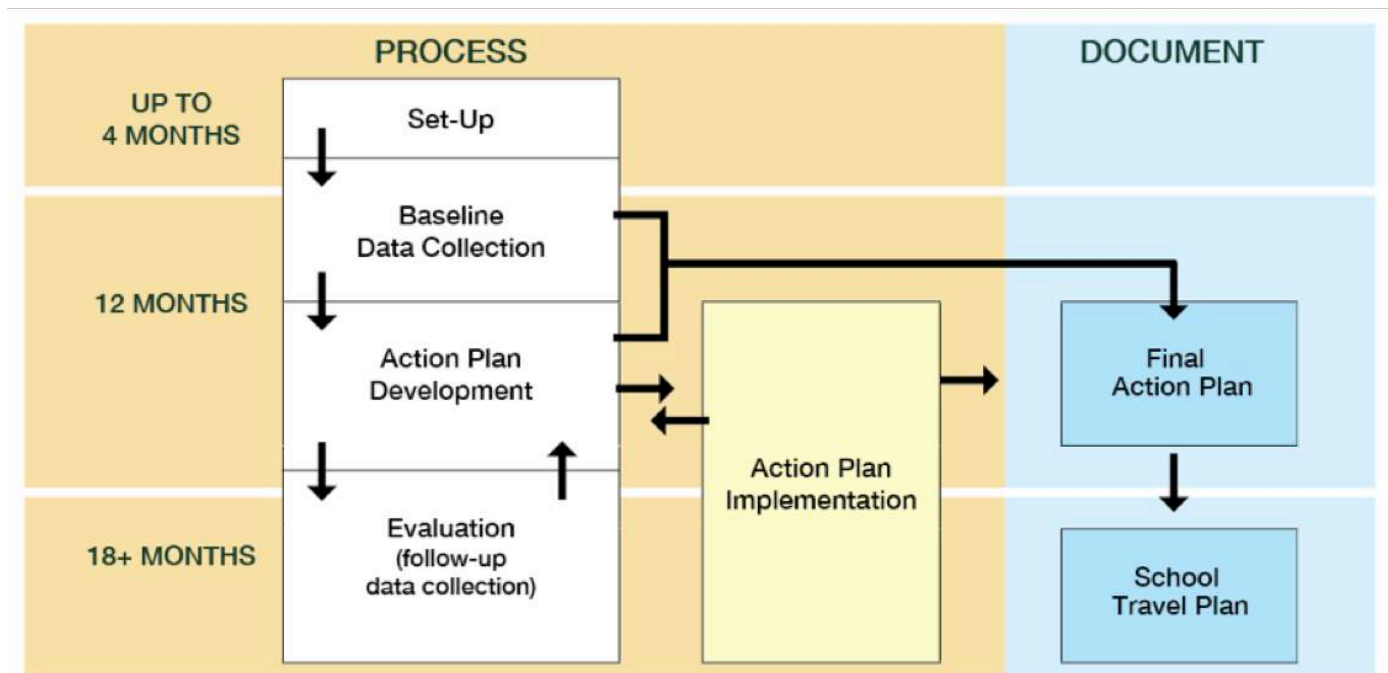 PROCESS
DOCUMENT
UP TO
4 MONTHS
Set-Up
Baseline
Data Collection
12 MONTHS
Action Plan
Development
Final
Action Plan
Action Plan
Implementation
18+ MONTHS
Evaluation
(follow-up
data collection)
School
Travel Plan